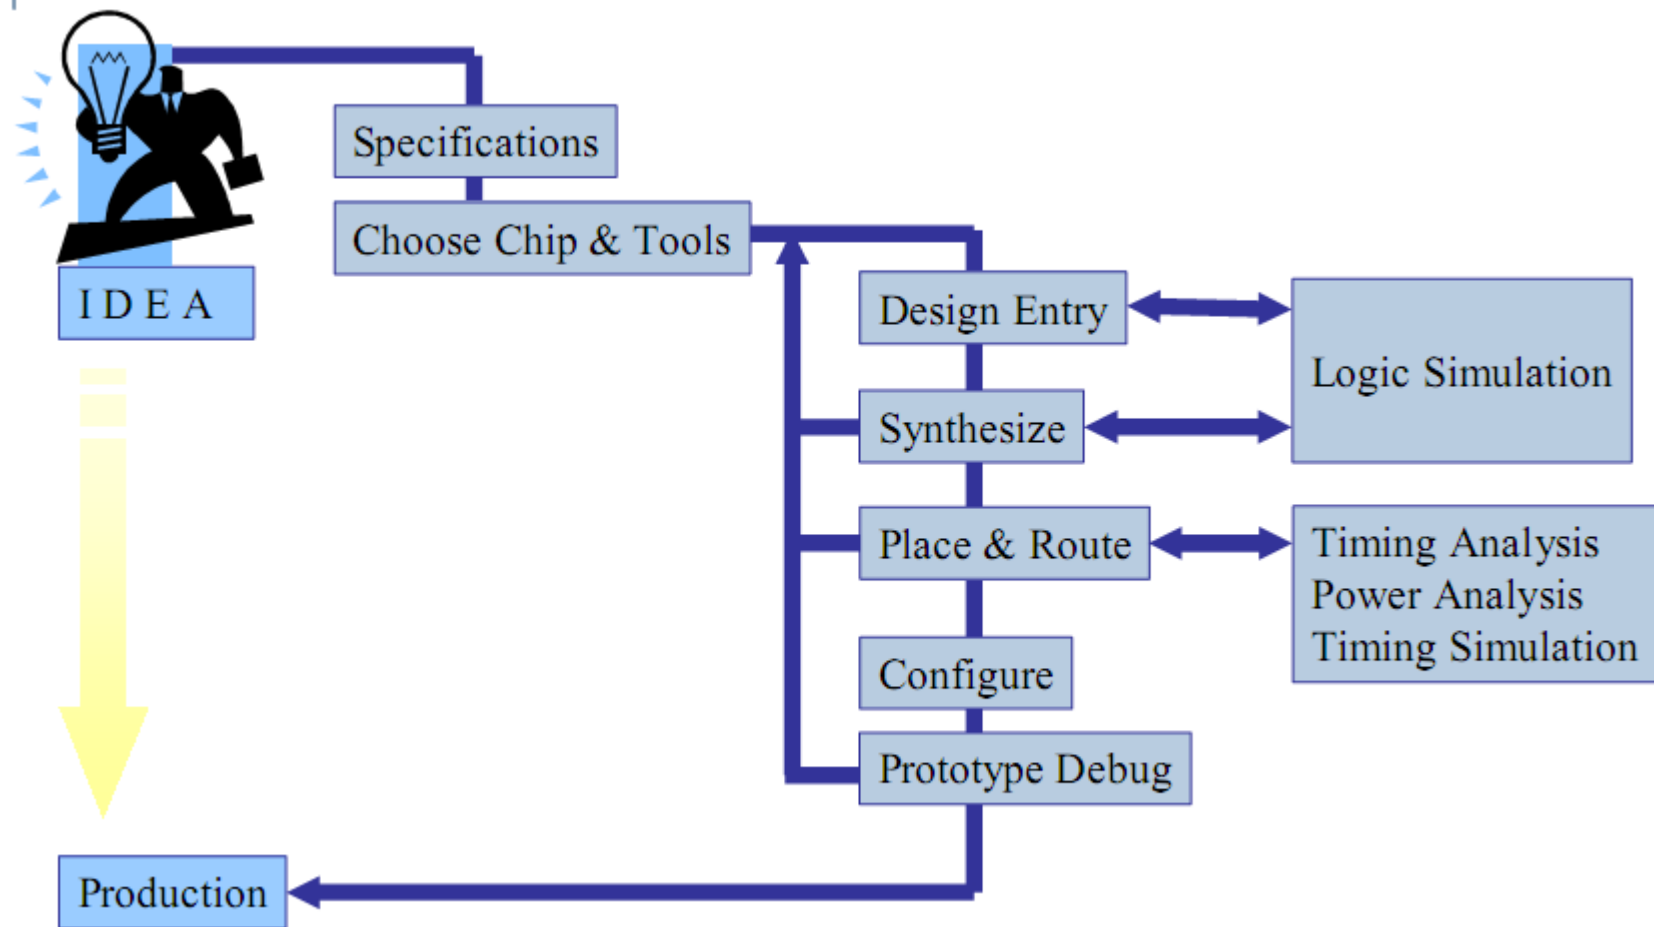 Specifications
Choose Chip & Tools
I D E A
Design Entry
Logic Simulation
Synthesize
Place & Route
Timing Analysis
Power Analysis
Timing Simulation
Configure
Prototype Debug
Production